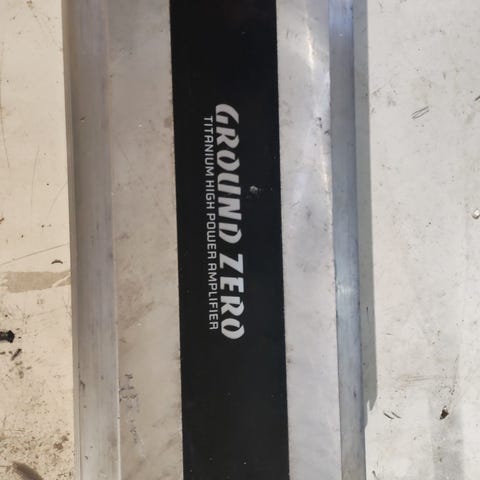 GROUND ZERO
TITANIUM HIGH POWER AMPLIFIER